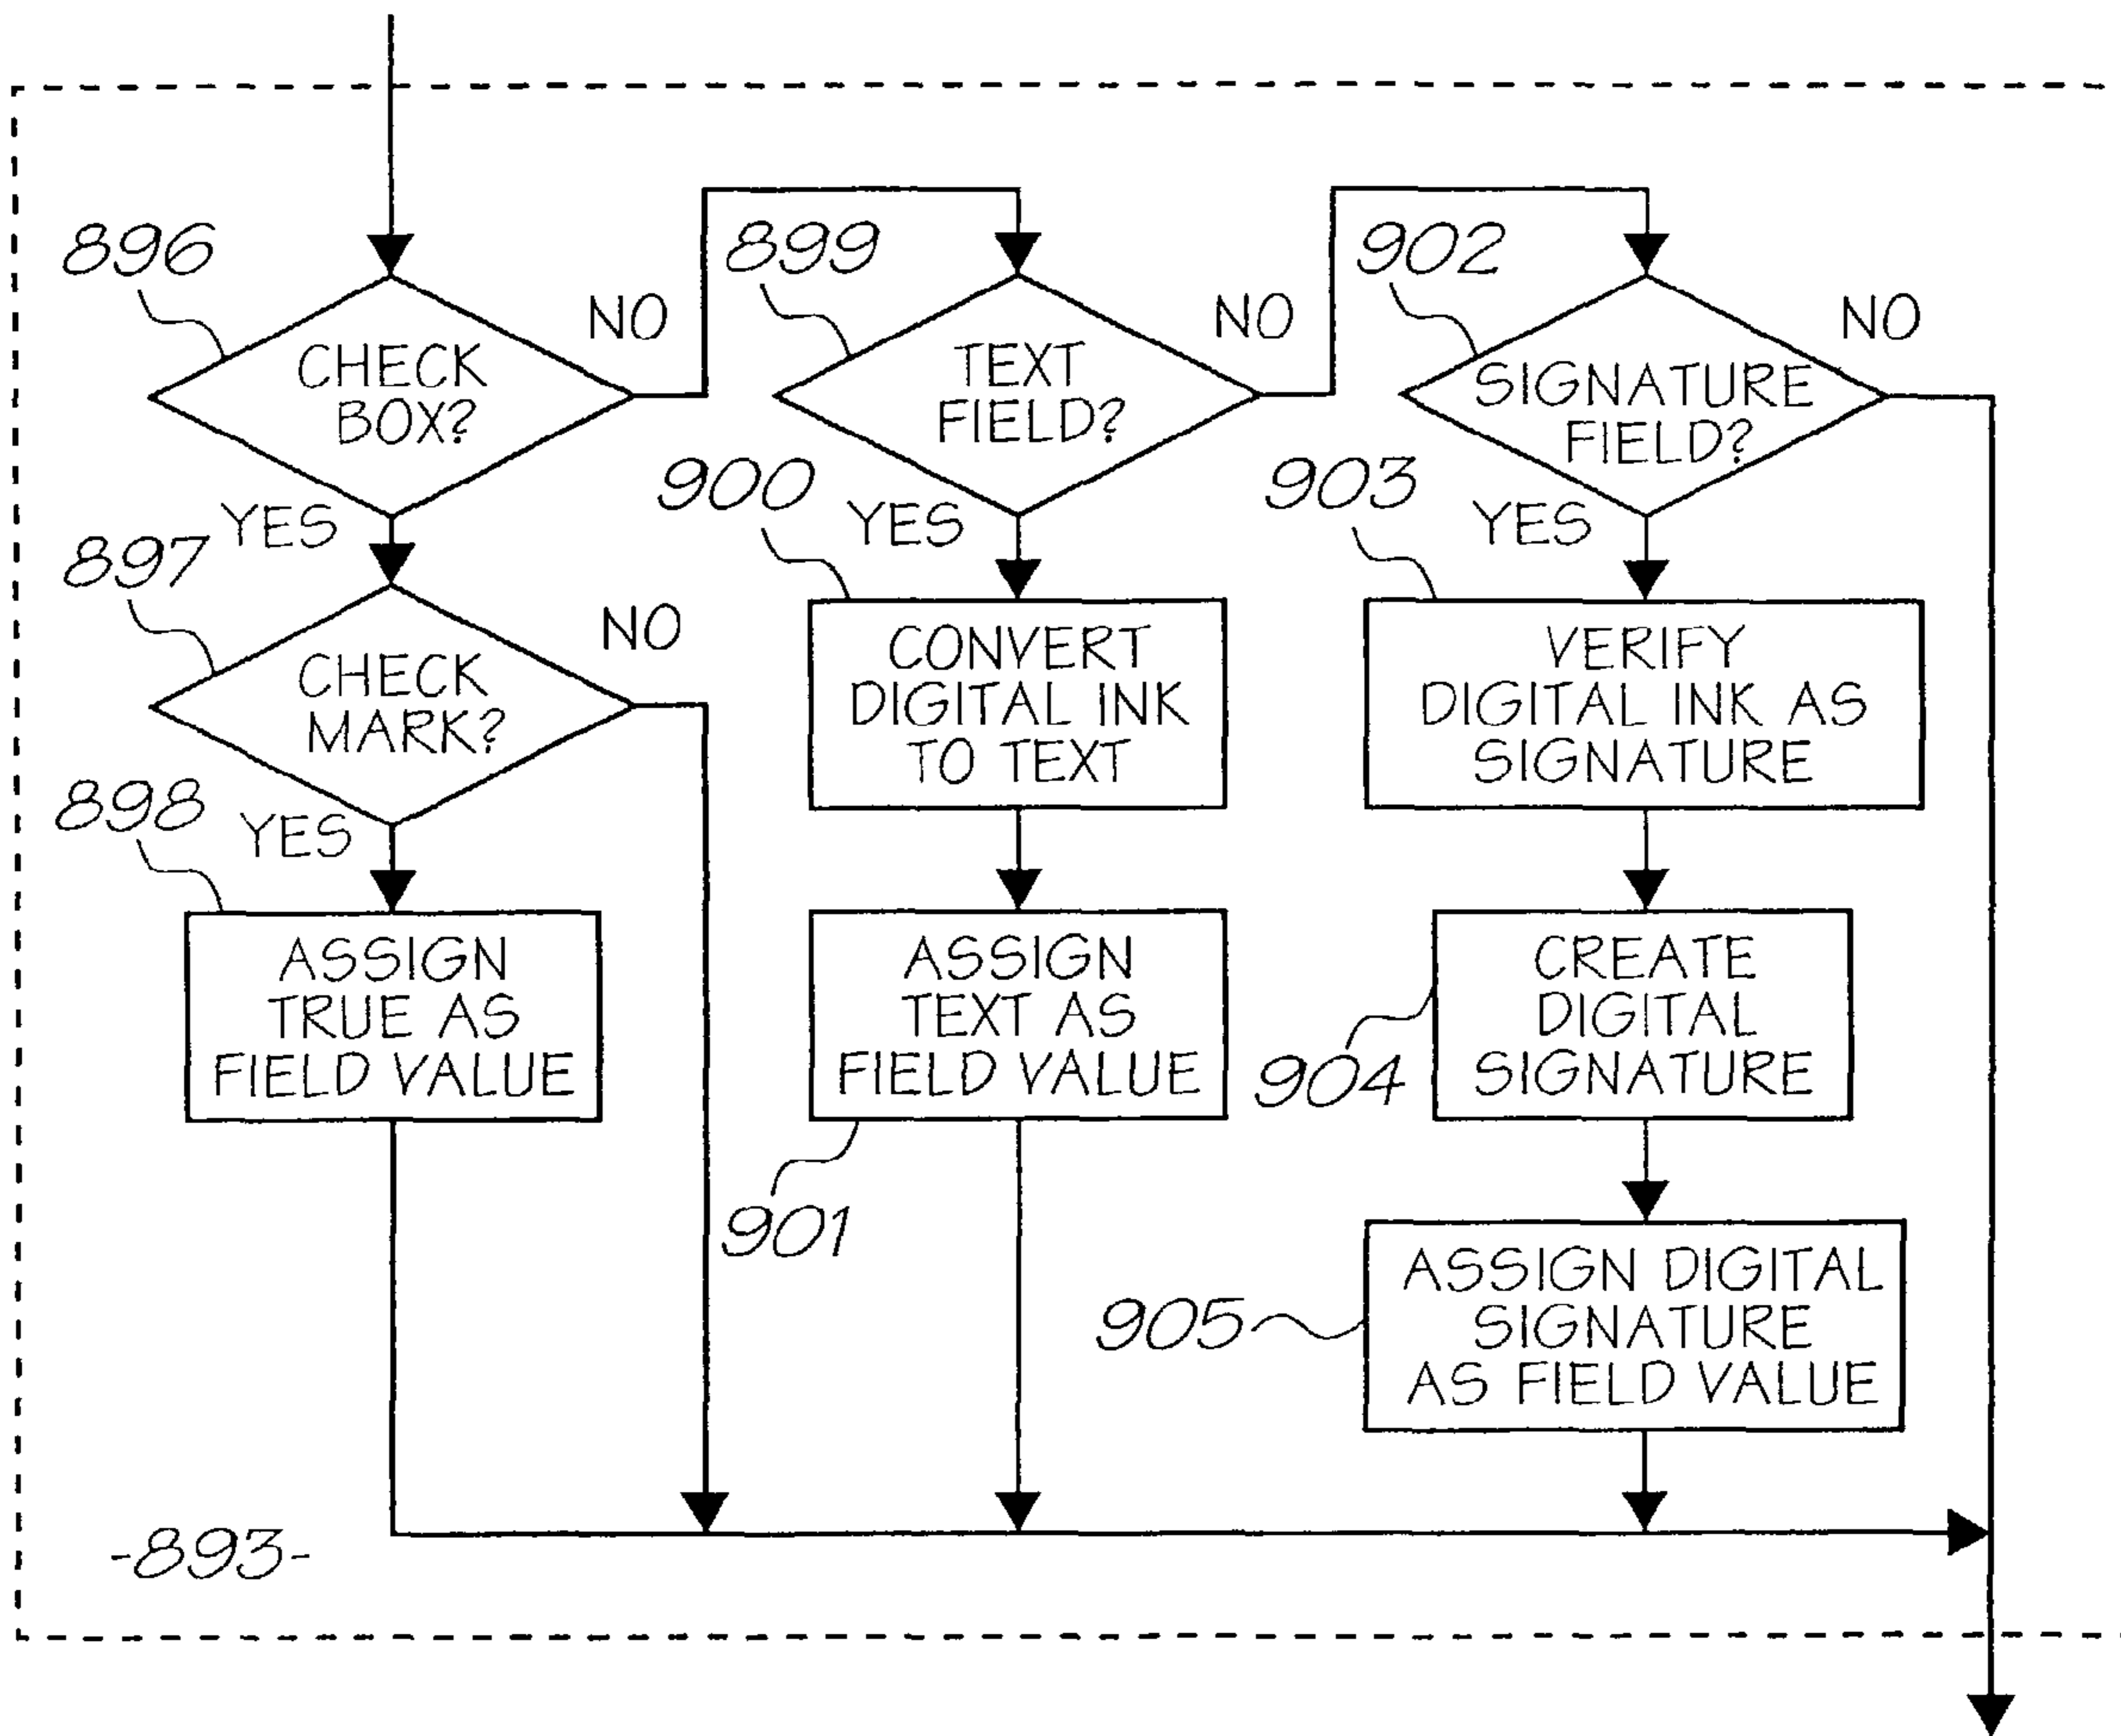 896
CHECK
BOX?
NO
YES
897
CHECK
MARK?
NO
YES
898
ASSIGN
TRUE AS
FIELD VALUE
899
TEXT
FIELD?
NO
YES
900
CONVERT
DIGITAL INK
TO TEXT
ASSIGN
TEXT AS
FIELD VALUE
901
902
SIGNATURE
FIELD?
NO
YES
903
VERIFY
DIGITAL INK AS
SIGNATURE
CREATE
DIGITAL
SIGNATURE
904
ASSIGN DIGITAL
SIGNATURE
AS FIELD VALUE
905
-893-